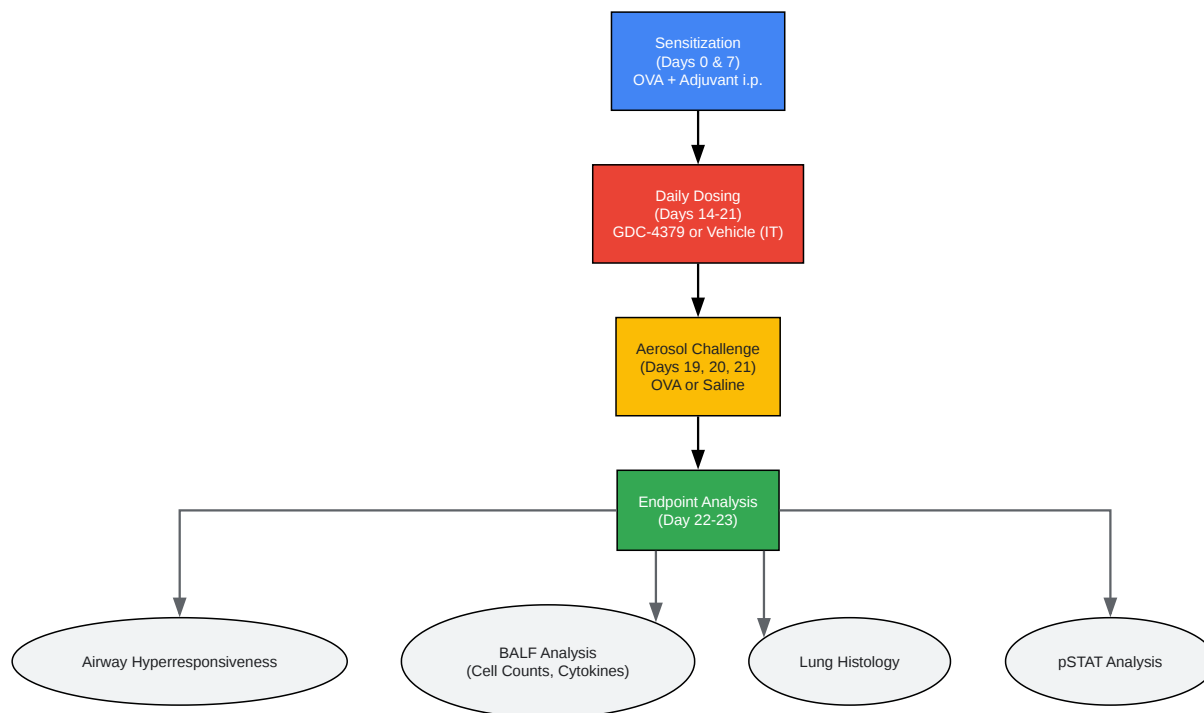 Sensitization
(Days 0 & 7)
OVA + Adjuvant i.p.
Daily Dosing
(Days 14-21)
GDC-4379 or Vehicle (IT)
Aerosol Challenge
(Days 19, 20, 21)
OVA or Saline
Endpoint Analysis
(Day 22-23)
Airway Hyperresponsiveness
BALF Analysis
(Cell Counts, Cytokines)
Lung Histology
pSTAT Analysis